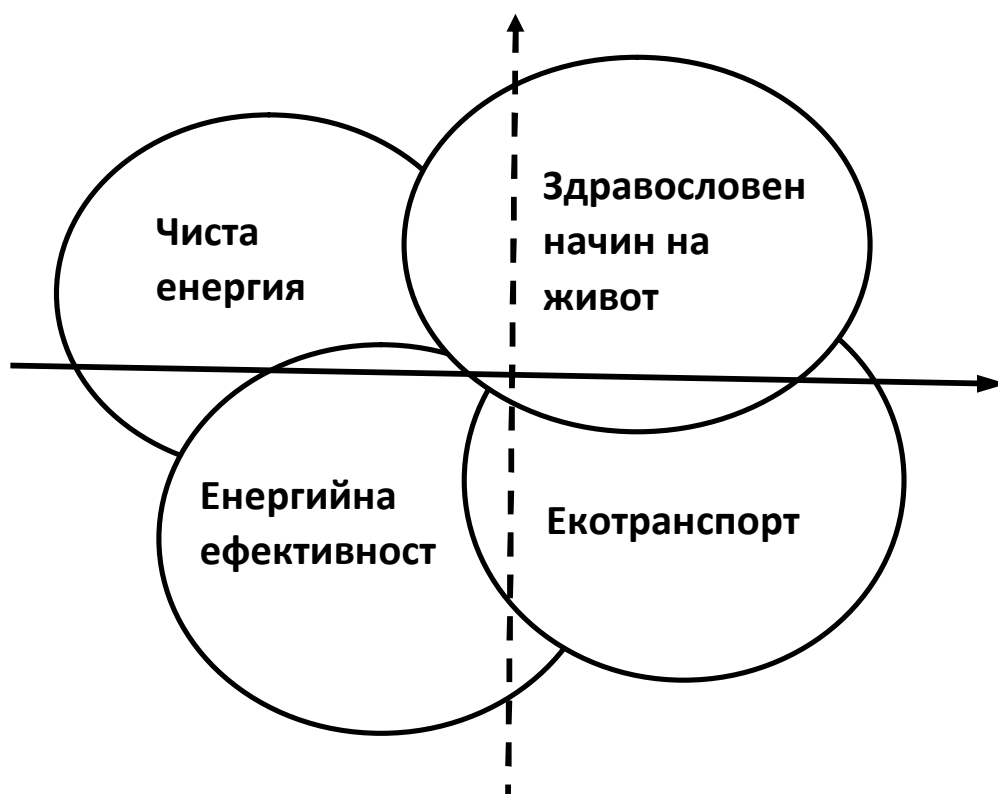 Чиста
енергия
Здравословен
начин на
живот
Енергийна
ефективност
Екотранспорт